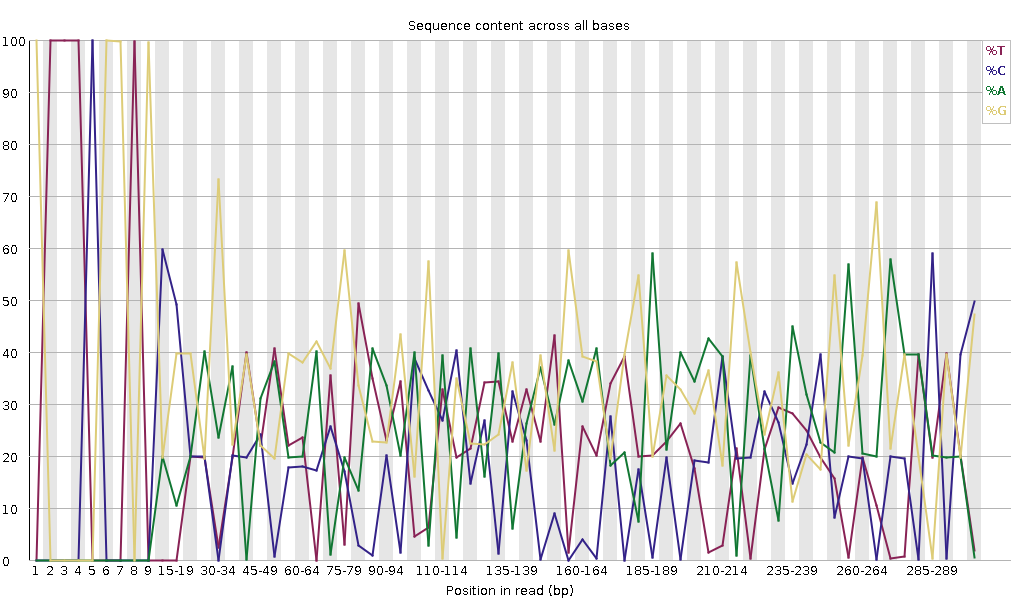 Sequence content across all bases
%T
%C
%A
%G
100
90
80
70
60
50
40
30
20
10
0
1 2 3 4 5 6 7 8 9 15-19 30-34 45-49 60-64 75-79 90-94 110-114 135-139 160-164 185-189 210-214 235-239 260-264 285-289
Position in read (bp)